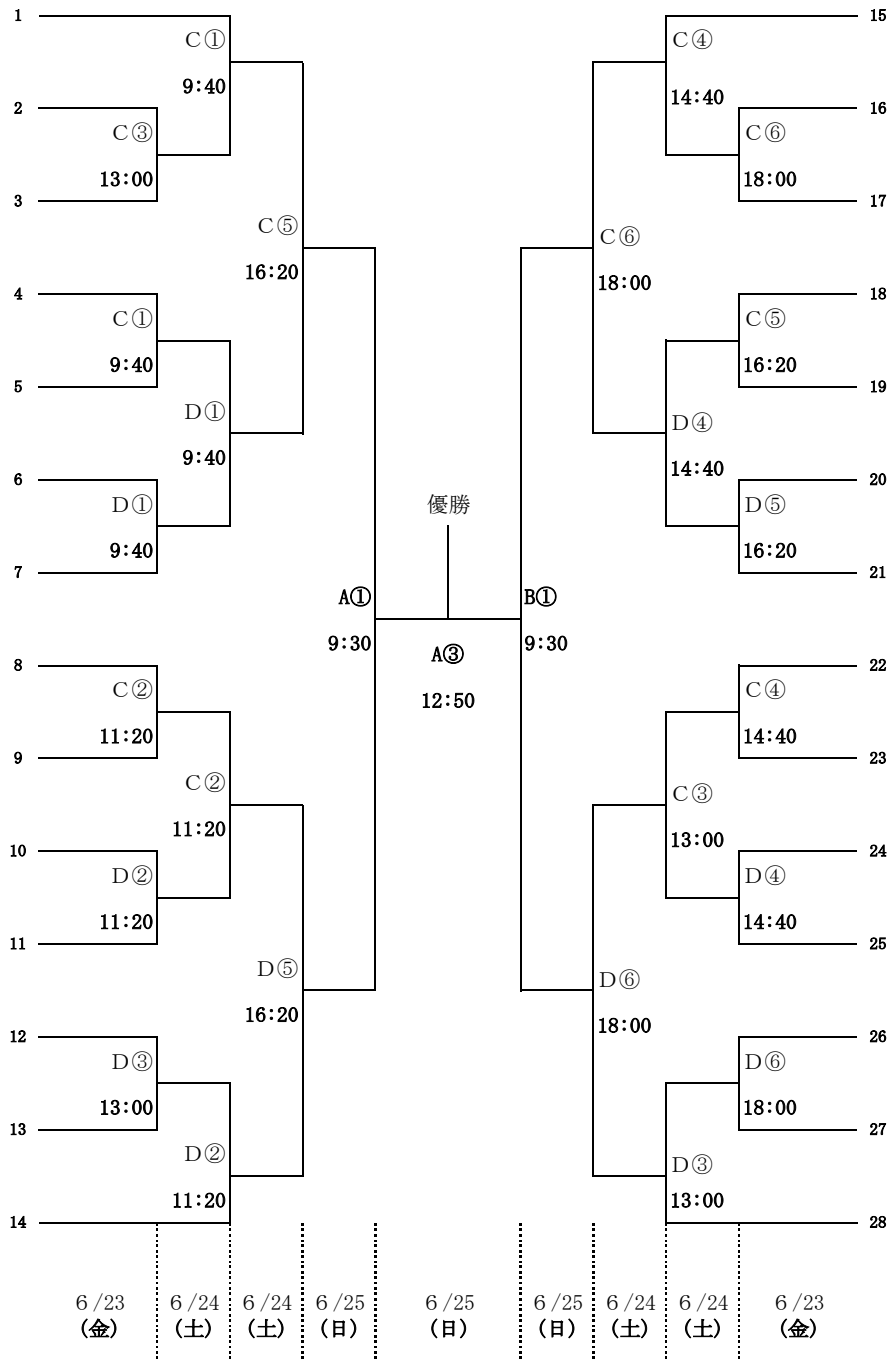 1
C①
9:40
2
C③
13:00
3
C⑤
16:20
4
C①
9:40
5
D①
9:40
6
D①
9:40
7
A①
9:30
8
C②
11:20
9
C②
11:20
10
D②
11:20
11
D⑤
16:20
12
D③
13:00
13
D②
11:20
14
優勝
A③
12:50
15
C④
14:40
16
C⑥
18:00
17
C⑥
18:00
18
C⑤
16:20
19
D④
14:40
20
D⑤
16:20
21
B①
9:30
22
C④
14:40
23
C③
13:00
24
D④
14:40
25
D⑥
18:00
26
D⑥
18:00
27
D③
13:00
28
6/23 6/24 6/24 6/25 6/25 6/25 6/24 6/24 6/23
(金) (土) (土) (日) (日) (日) (土) (土) (金)